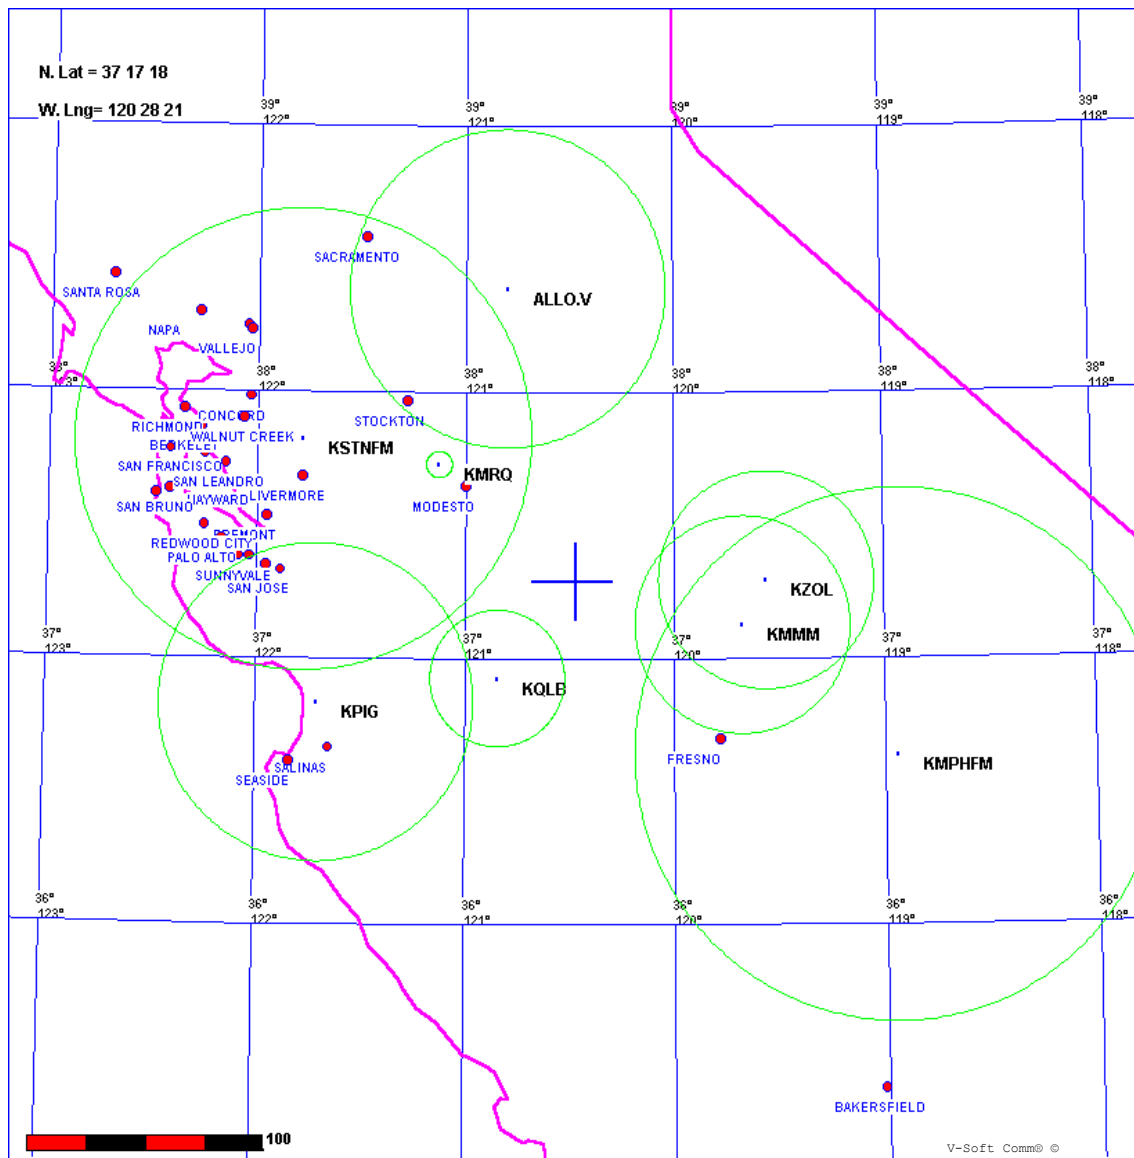 N. Lat = 37 17 18
W. Lng= 120 28 21
39°
122°
39°
121°
39°
120°
39°
119°
39°
118°
SACRAMENTO
SANTA ROSA
ALLO.V
NAPA
VALLEJO
38°
123°
38°
122°
38°
121°
38°
120°
38°
119°
38°
118°
CONCORD
STOCKTON
RICHMOND
WALNUT CREEK
BERKELEY
KSTNFM
SAN FRANCISCO
KMRQ
SAN LEANDRO
HAYWARD
LIVERMORE
SAN BRUNO
MODESTO
FREMONT
REDWOOD CITY
PALO ALTO
SUNNYVALE
SAN JOSE
KZOL
KMMM
37°
123°
37°
122°
37°
121°
37°
120°
37°
119°
37°
118°
KQLB
KPIG
SALINAS
SEASIDE
FRESNO
KMPHFM
36°
123°
36°
122°
36°
121°
36°
120°
36°
119°
36°
118°
BAKERSFIELD
100
V-Soft Comm® ©